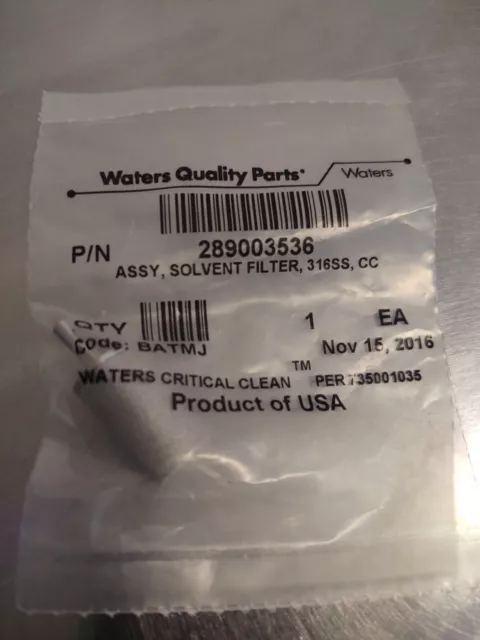 Waters Quality Parts® Waters
P/N 289003536
ASSY, SOLVENT FILTER, 316SS, CC
QTY 1 EA
Code: BATMJ Nov 15, 2016
WATERS CRITICAL CLEAN ™ PER 735001035
Product of USA